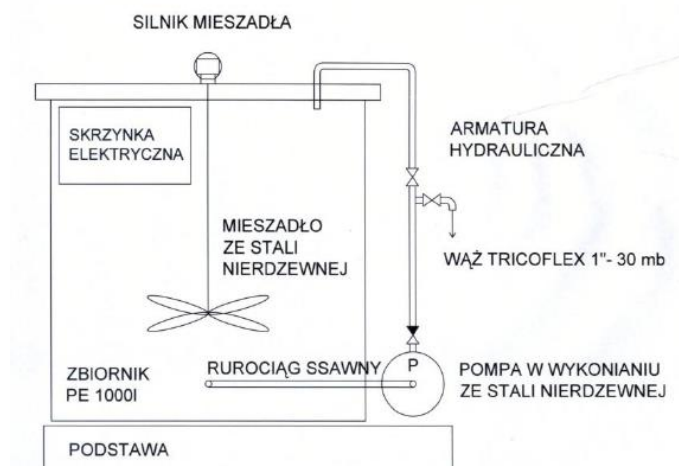 SILNIK MIESZADŁA
SKRZYNKA
ELEKTRYCZNA
ARMATURA
HYDRAULICZNA
MIESZADŁO
ZE STALI
NIERDZEWNEJ
WĄŻ TRICOFLEX 1"- 30 mb
RUROCIĄG SSAWNY
P
ZBIORNIK
PE 1000l
POMPA W WYKONIANIU
ZE STALI NIERDZEWNEJ
PODSTAWA